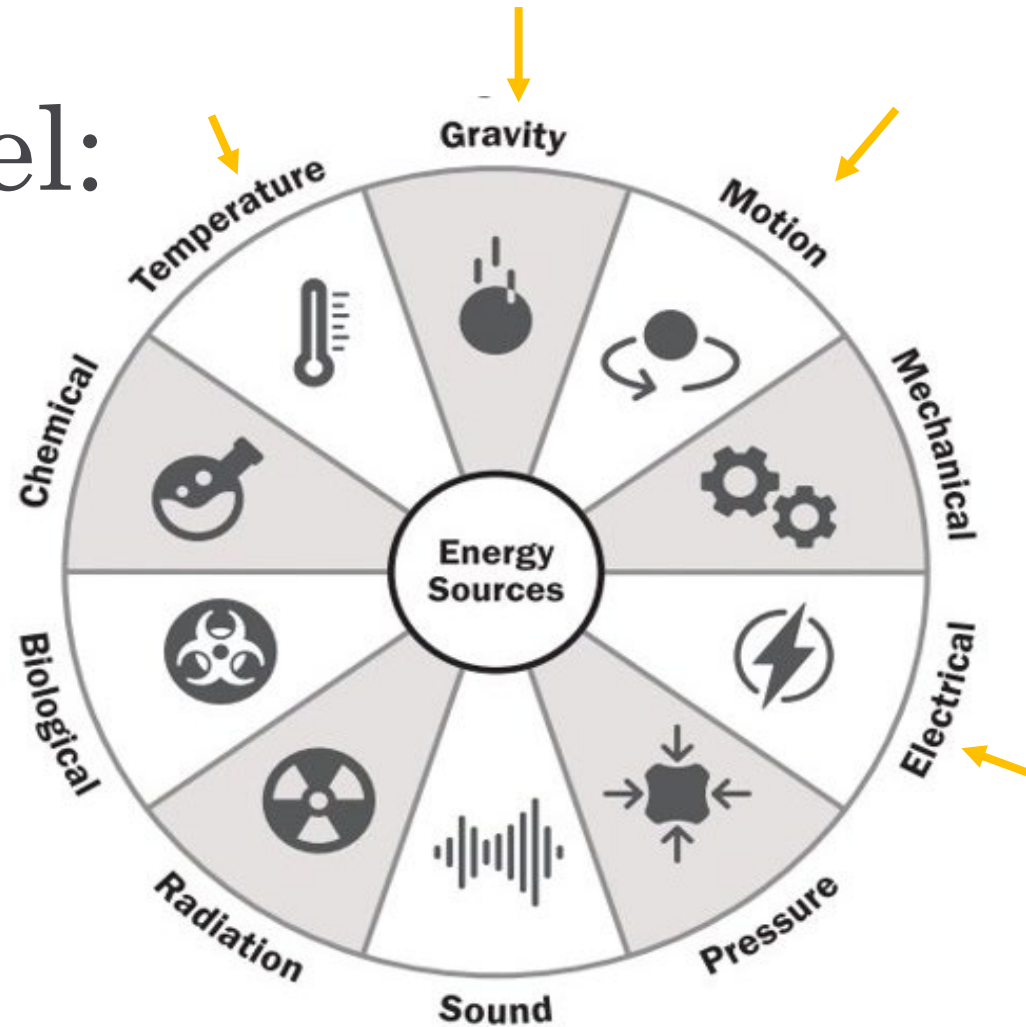 el:
Gravity
Motion
Mechanical
Electrical
Pressure
Sound
Radiation
Biological
Chemical
Temperature
Energy
Sources